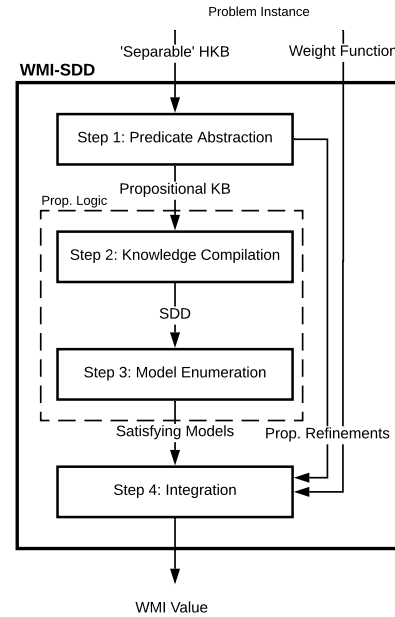 Problem Instance
'Separable' HKB
Weight Function
WMI-SDD
Step 1: Predicate Abstraction
Propositional KB
Prop. Logic
Step 2: Knowledge Compilation
SDD
Step 3: Model Enumeration
Satisfying Models
Prop. Refinements
Step 4: Integration
WMI Value